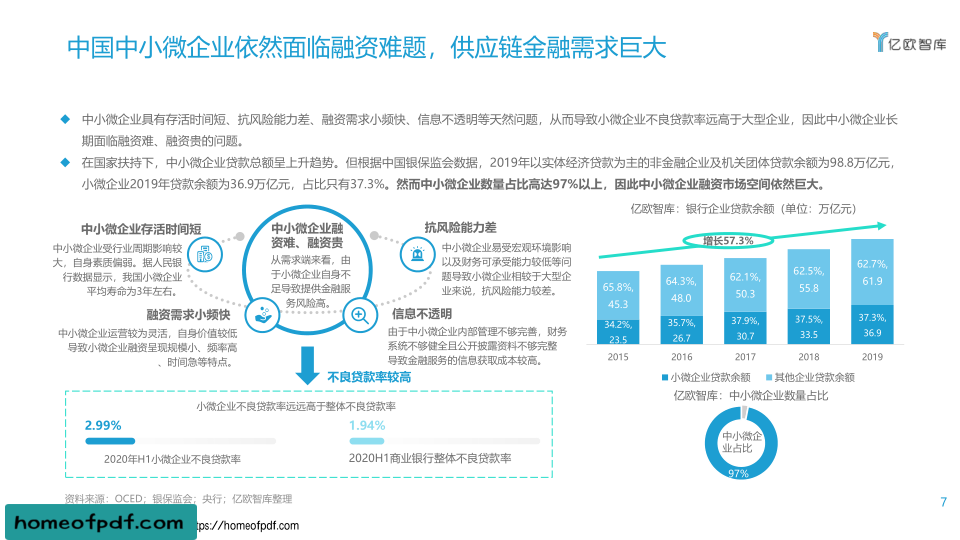 中国中小微企业依然面临融资难题，供应链金融需求巨大
亿欧智库
中小微企业具有存活时间短、抗风险能力差、融资需求小频快、信息不透明等天然问题，从而导致小微企业不良贷款率远高于大型企业，因此中小微企业长
期面临融资难、融资贵的问题。
在国家扶持下，中小微企业贷款总额呈上升趋势。但根据中国银保监会数据，2019年以实体经济贷款为主的非金融企业及机关团体贷款余额为98.8万亿元，
小微企业2019年贷款余额为36.9万亿元，占比只有37.3%。然而中小微企业数量占比高达97%以上，因此中小微企业融资市场空间依然巨大。
中小微企业存活时间短
中小微企业受行业周期影响较
大，自身素质偏弱。据人民银
行数据显示，我国小微企业
平均寿命为3年左右。
融资需求小频快
中小微企业运营较为灵活，自身价值较低
导致小微企业融资呈现规模小、频率高
、时间急等特点。
中小微企业融
资难、融资贵
从需求端来看，由
于小微企业自身不
足导致提供金融服
务风险高。
抗风险能力差
中小微企业易受宏观环境影响
以及财务可承受能力较低等问
题导致小微企业相较于大型企
业来说，抗风险能力较差。
信息不透明
由于中小微企业内部管理不够完善，财务
系统不够健全且公开披露资料不够完整
导致金融服务的信息获取成本较高。
不良贷款率较高
小微企业不良贷款率远远高于整体不良贷款率
2.99%
2020年H1小微企业不良贷款率
1.94%
2020H1商业银行整体不良贷款率
亿欧智库：银行企业贷款余额（单位：万亿元）
增长57.3%
65.8%,
45.3
34.2%,
23.5
64.3%,
48.0
35.7%,
26.7
62.1%,
50.3
37.9%,
30.7
62.5%,
55.8
37.5%,
33.5
62.7%,
61.9
37.3%,
36.9
2015
2016
2017
2018
2019
小微企业贷款余额
其他企业贷款余额
亿欧智库：中小微企业数量占比
中小微企
业占比
97%
资料来源：OCED；银保监会；央行；亿欧智库整理
7
homeofpdf.com
ttps://homeofpdf.com